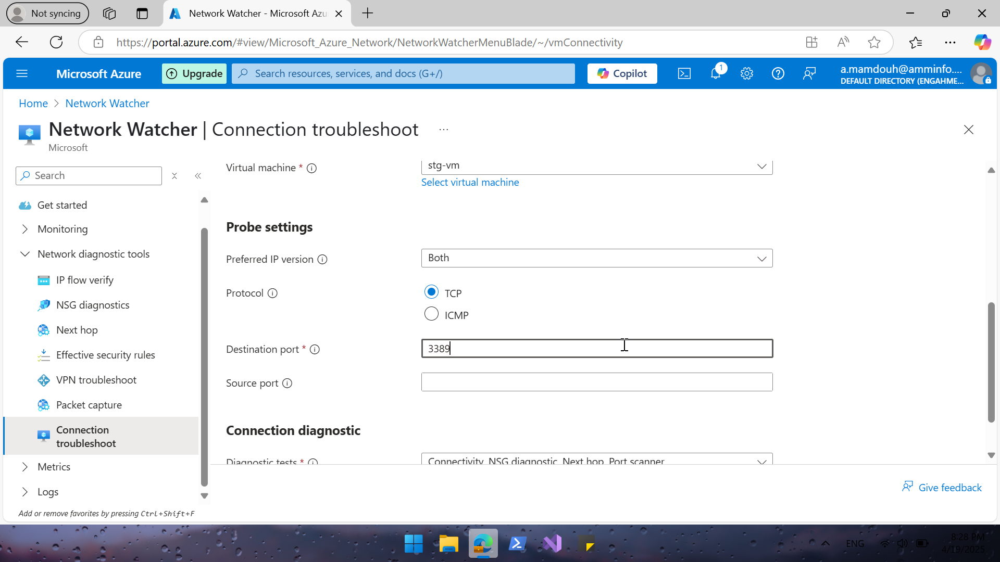 Not syncing
Network Watcher - Microsoft Azu
https://portal.azure.com/#view/Microsoft_Azure_Network/NetworkWatcherMenuBlade/~/vmConnectivity
Microsoft Azure
Upgrade
Search resources, services, and docs (G+/)
Copilot
1
a.mamdouh@amminfo....
DEFAULT DIRECTORY (ENGAHME...
Home > Network Watcher
Network Watcher | Connection troubleshoot ...
Microsoft
Search
Get started
Monitoring
Network diagnostic tools
IP flow verify
NSG diagnostics
Next hop
Effective security rules
VPN troubleshoot
Packet capture
Connection
troubleshoot
Metrics
Logs
Add or remove favorites by pressing Ctrl+Shift+F
Virtual machine *
stg-vm
Select virtual machine
Probe settings
Preferred IP version
Both
Protocol
TCP
ICMP
Destination port *
3389
Source port
Connection diagnostic
Diagnostic tests *
Connectivity, NSG diagnostic, Next hop, Port scanner
Give feedback
ENG
8:28 PM
4/19/2025